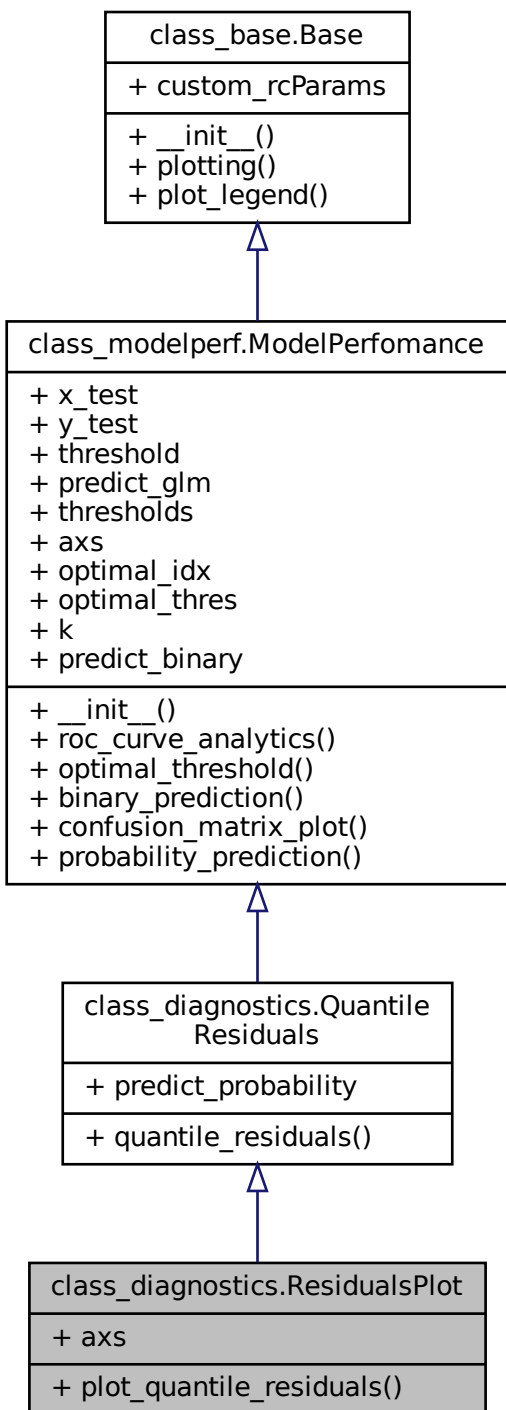 class_base.Base
+ custom_rcParams
+ __init__()
+ plotting()
+ plot_legend()
class_modelperf.ModelPerfomance
+ x_test
+ y_test
+ threshold
+ predict_glm
+ thresholds
+ axs
+ optimal_idx
+ optimal_thres
+ k
+ predict_binary
+ __init__()
+ roc_curve_analytics()
+ optimal_threshold()
+ binary_prediction()
+ confusion_matrix_plot()
+ probability_prediction()
class_diagnostics.Quantile
Residuals
+ predict_probability
+ quantile_residuals()
class_diagnostics.ResidualsPlot
+ axs
+ plot_quantile_residuals()